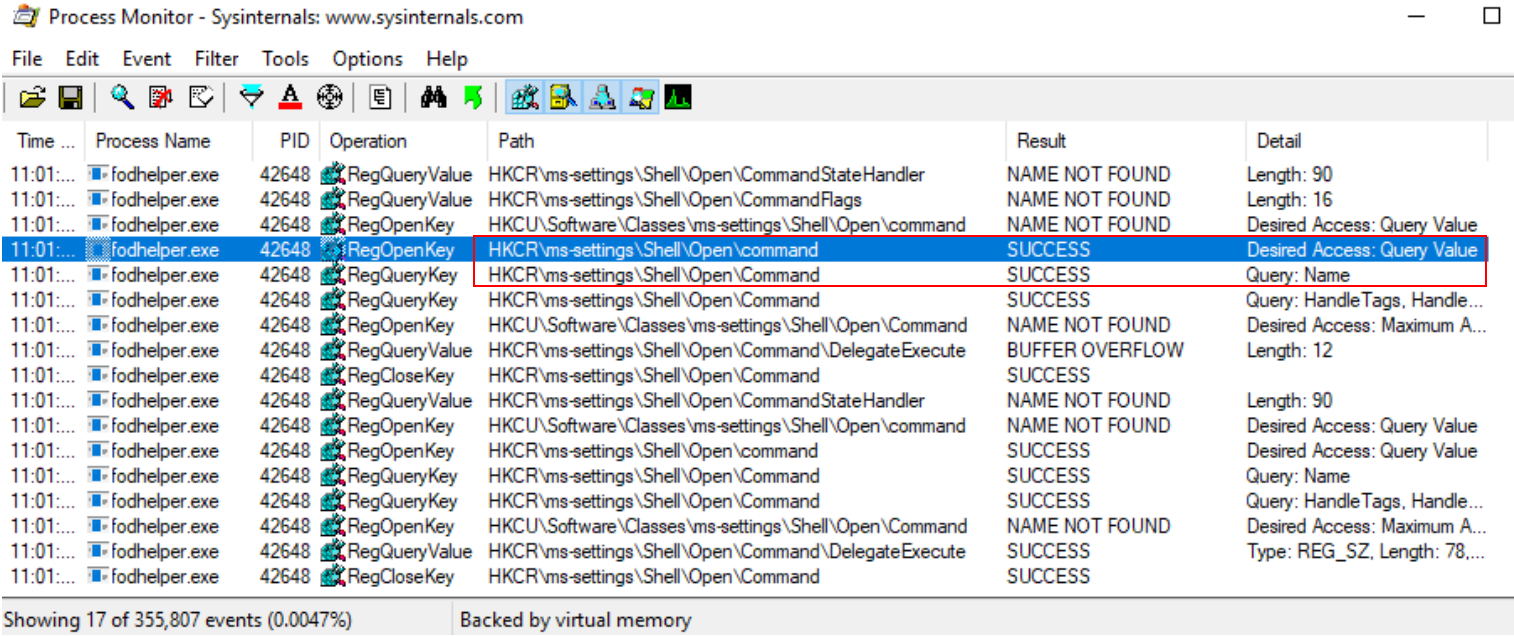 Process Monitor - Sysinternals: www.sysinternals.com
File Edit Event Filter Tools Options Help
Time ... Process Name PID Operation Path Result Detail
11:01:... fodhelper.exe 42648 RegQueryValue HKCR\ms-settings\Shell\Open\CommandStateHandler NAME NOT FOUND Length: 90
11:01:... fodhelper.exe 42648 RegQueryValue HKCR\ms-settings\Shell\Open\CommandFlags NAME NOT FOUND Length: 16
11:01:... fodhelper.exe 42648 RegOpenKey HKCU\Software\Classes\ms-settings\Shell\Open\command NAME NOT FOUND Desired Access: Query Value
11:01:... fodhelper.exe 42648 RegOpenKey HKCR\ms-settings\Shell\Open\command SUCCESS Desired Access: Query Value
11:01:... fodhelper.exe 42648 RegQueryKey HKCR\ms-settings\Shell\Open\Command SUCCESS Query: Name
11:01:... fodhelper.exe 42648 RegQueryKey HKCR\ms-settings\Shell\Open\Command SUCCESS Query: HandleTags, Handle...
11:01:... fodhelper.exe 42648 RegOpenKey HKCU\Software\Classes\ms-settings\Shell\Open\Command NAME NOT FOUND Desired Access: Maximum A...
11:01:... fodhelper.exe 42648 RegQueryValue HKCR\ms-settings\Shell\Open\Command\DelegateExecute BUFFER OVERFLOW Length: 12
11:01:... fodhelper.exe 42648 RegCloseKey HKCR\ms-settings\Shell\Open\Command SUCCESS
11:01:... fodhelper.exe 42648 RegQueryValue HKCR\ms-settings\Shell\Open\CommandStateHandler NAME NOT FOUND Length: 90
11:01:... fodhelper.exe 42648 RegOpenKey HKCU\Software\Classes\ms-settings\Shell\Open\command NAME NOT FOUND Desired Access: Query Value
11:01:... fodhelper.exe 42648 RegOpenKey HKCR\ms-settings\Shell\Open\command SUCCESS Desired Access: Query Value
11:01:... fodhelper.exe 42648 RegQueryKey HKCR\ms-settings\Shell\Open\Command SUCCESS Query: Name
11:01:... fodhelper.exe 42648 RegQueryKey HKCR\ms-settings\Shell\Open\Command SUCCESS Query: HandleTags, Handle...
11:01:... fodhelper.exe 42648 RegOpenKey HKCU\Software\Classes\ms-settings\Shell\Open\Command NAME NOT FOUND Desired Access: Maximum A...
11:01:... fodhelper.exe 42648 RegQueryValue HKCR\ms-settings\Shell\Open\Command\DelegateExecute SUCCESS Type: REG_SZ, Length: 78,...
11:01:... fodhelper.exe 42648 RegCloseKey HKCR\ms-settings\Shell\Open\Command SUCCESS
Showing 17 of 355,807 events (0.0047%) Backed by virtual memory